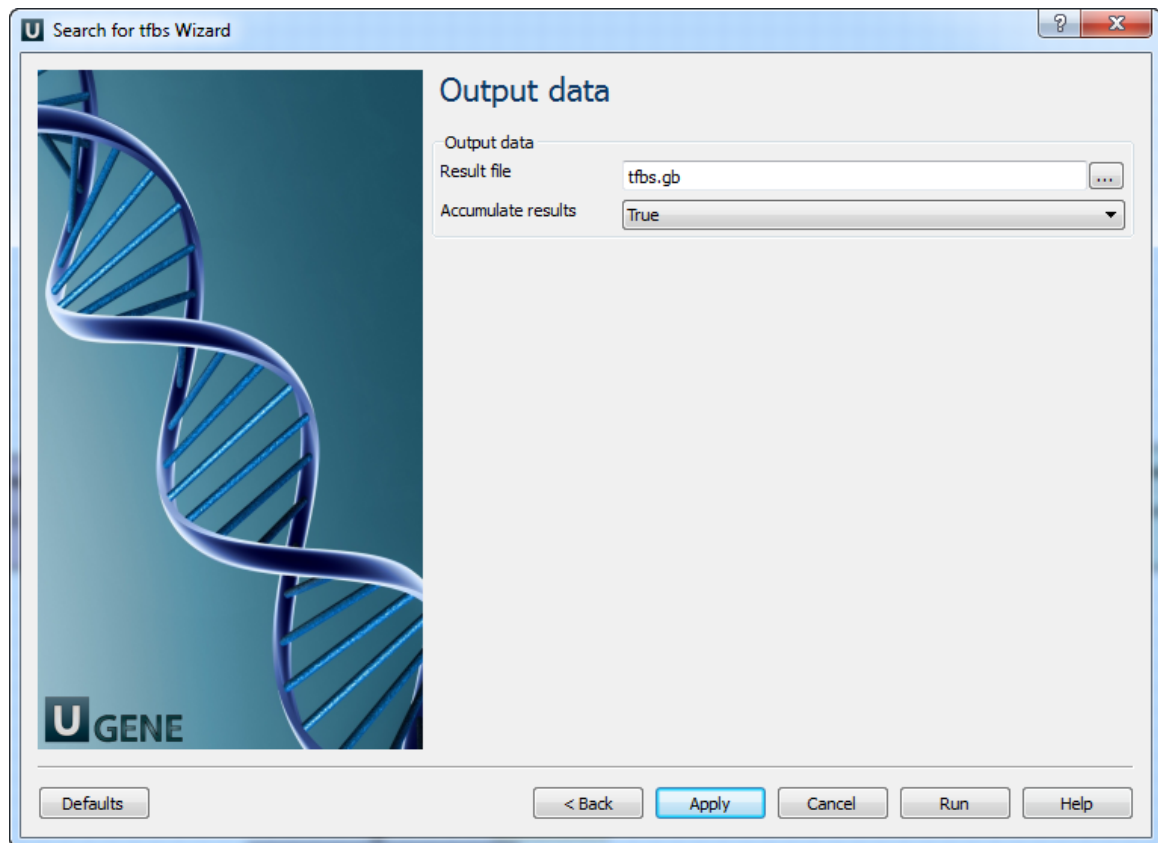 U Search for tfbs Wizard
?
X
Output data
Output data
Result file
tfbs.gb
...
Accumulate results
True
U GENE
Defaults
< Back
Apply
Cancel
Run
Help